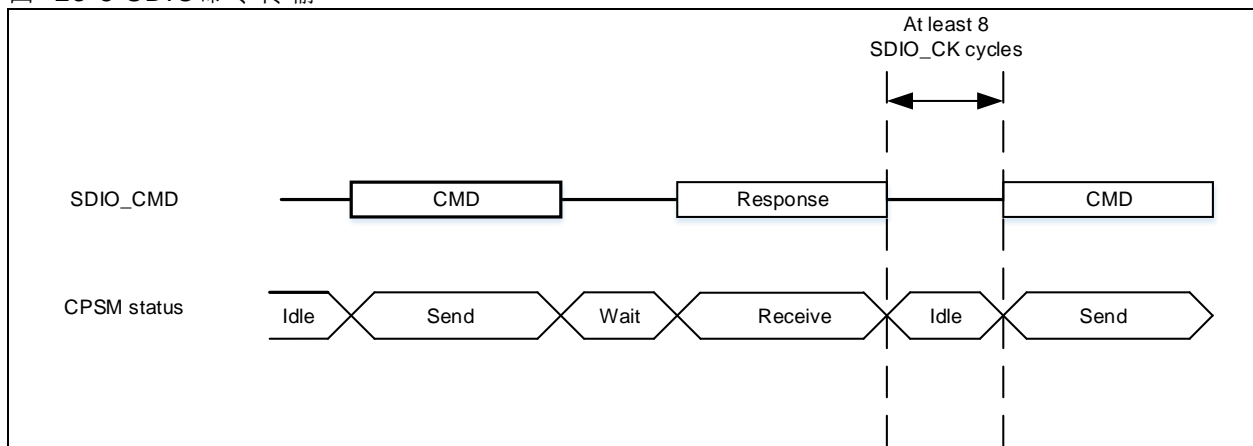 At least 8
SDIO_CK cycles
SDIO_CMD CMD Response CMD
CPSM status Idle Send Wait Receive Idle Send